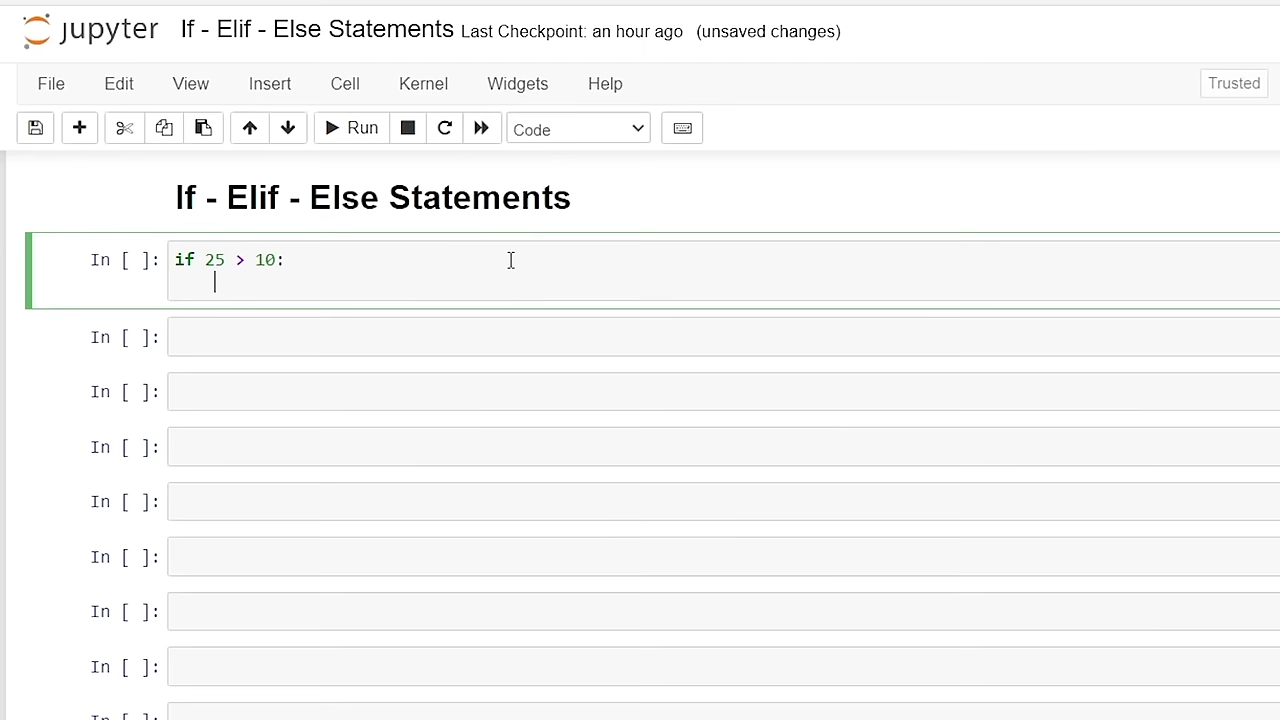 jupyter If - Elif - Else Statements Last Checkpoint: an hour ago (unsaved changes)
File Edit View Insert Cell Kernel Widgets Help Trusted
Run Code
If - Elif - Else Statements
In [ ]: if 25 > 10:
In [ ]:
In [ ]:
In [ ]:
In [ ]:
In [ ]:
In [ ]:
In [ ]:
In [ ]: